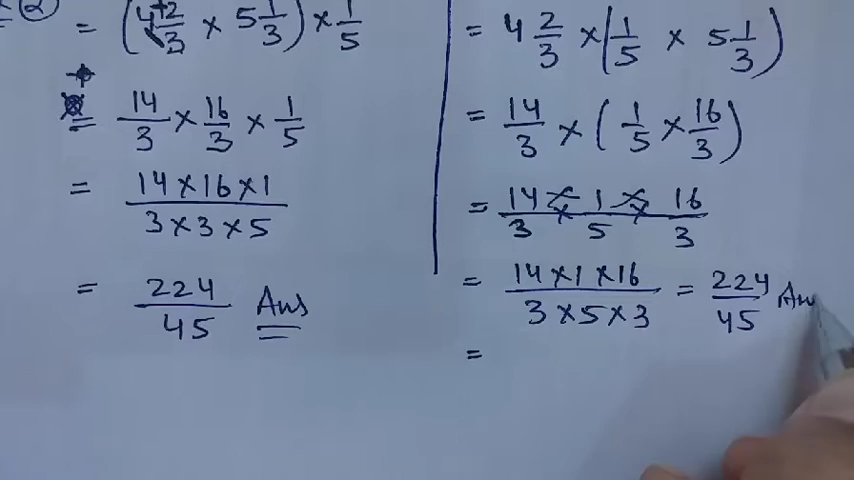 ②
= (4 2/3 × 5 1/3) × 1/5
= 14/3 × 16/3 × 1/5
= 14×16×1 / 3×3×5
= 224/45 Ans
= 4 2/3 × (1/5 × 5 1/3)
= 14/3 × (1/5 × 16/3)
= 14/3 × 1/5 × 16/3
= 14×1×16 / 3×5×3 = 224/45 An
=